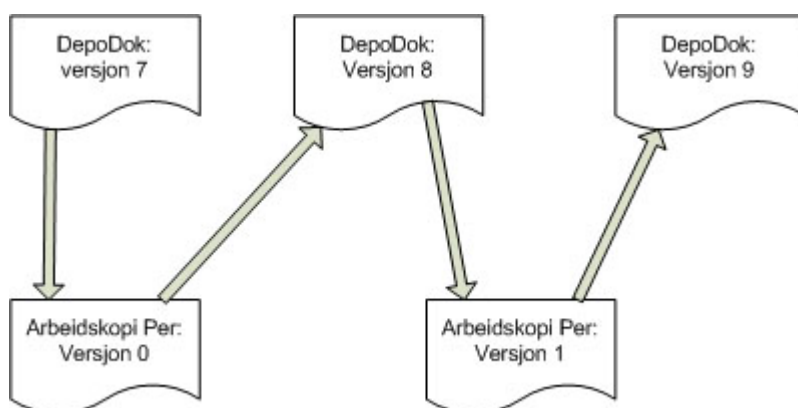 DepoDok:
versjon 7
DepoDok:
Versjon 8
DepoDok:
Versjon 9
Arbeidskopi Per:
Versjon 0
Arbeidskopi Per:
Versjon 1